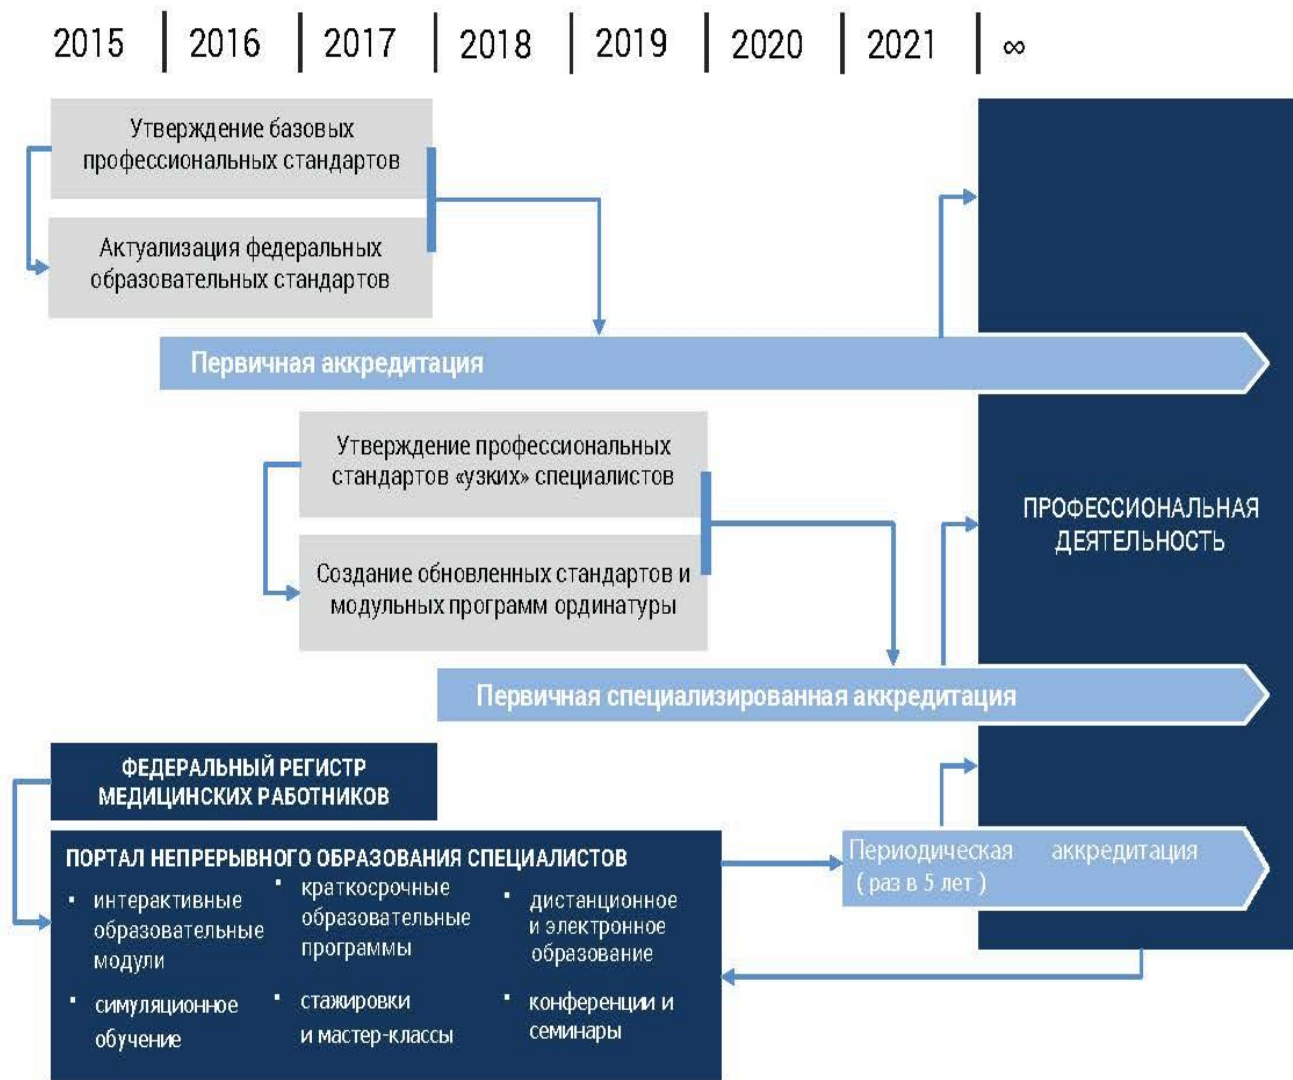 2015 | 2016 | 2017 | 2018 | 2019 | 2020 | 2021 | ∞
Утверждение базовых
профессиональных стандартов
Актуализация федеральных
образовательных стандартов
Первичная аккредитация
Утверждение профессиональных
стандартов «узких» специалистов
Создание обновленных стандартов и
модульных программ ординатуры
ПРОФЕССИОНАЛЬНАЯ
ДЕЯТЕЛЬНОСТЬ
Первичная специализированная аккредитация
ФЕДЕРАЛЬНЫЙ РЕГИСТР
МЕДИЦИНСКИХ РАБОТНИКОВ
ПОРТАЛ НЕПРЕРЫВНОГО ОБРАЗОВАНИЯ СПЕЦИАЛИСТОВ
▪ интерактивные
образовательные
модули
▪ краткосрочные
образовательные
программы
▪ дистанционное
и электронное
образование
▪ симуляционное
обучение
▪ стажировки
и мастер-классы
▪ конференции и
семинары
Периодическая аккредитация
( раз в 5 лет )